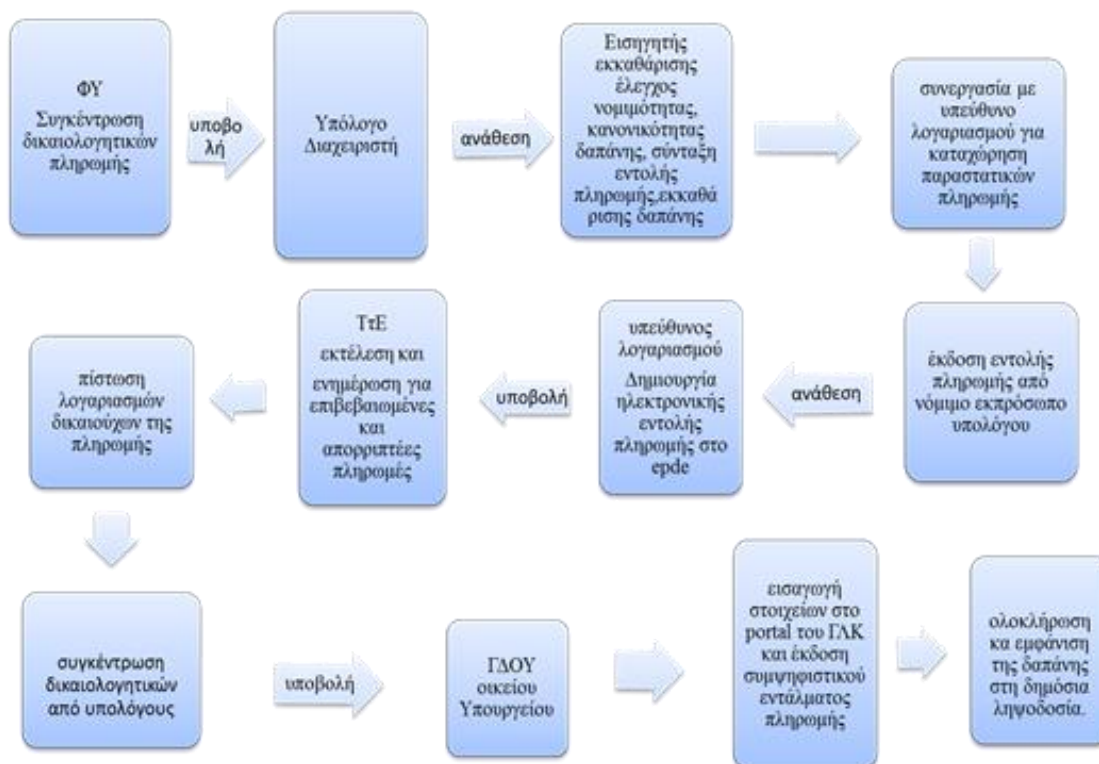 ΦΥ
Συγκέντρωση
δικαιολογητικών
πληρωμής
υποβο
λή
Υπόλογο
Διαχειριστή
ανάθεση
Εισηγητής
εκκαθάρισης
έλεγχος
νομιμότητας,
κανονικότητας
δαπάνης, σύνταξη
εντολής
πληρωμής,εκκαθά
ρισης δαπάνης
συνεργασία με
υπεύθυνο
λογαριασμού για
καταχώρηση
παραστατικών
πληρωμής
έκδοση εντολής
πληρωμής από
νόμιμο εκπρόσωπο
υπολόγου
ανάθεση
υπεύθυνος
λογαριασμού
Δημιουργία
ηλεκτρονικής
εντολής
πληρωμής στο
epde
υποβολή
ΤτΕ
εκτέλεση και
ενημέρωση για
επιβεβαιωμένες
και
απορριπτέες
πληρωμές
πίστωση
λογαριασμών
δικαιούχων της
πληρωμής
συγκέντρωση
δικαιολογητικών
από υπολόγους
υποβολή
ΓΔΟΥ
οικείου
Υπουργείου
εισαγωγή
στοιχείων στο
portal του ΓΛΚ
και έκδοση
συμψηφιστικού
εντάλματος
πληρωμής
ολοκλήρωση
κα εμφάνιση
της δαπάνης
στη δημόσια
ληψοδοσία.